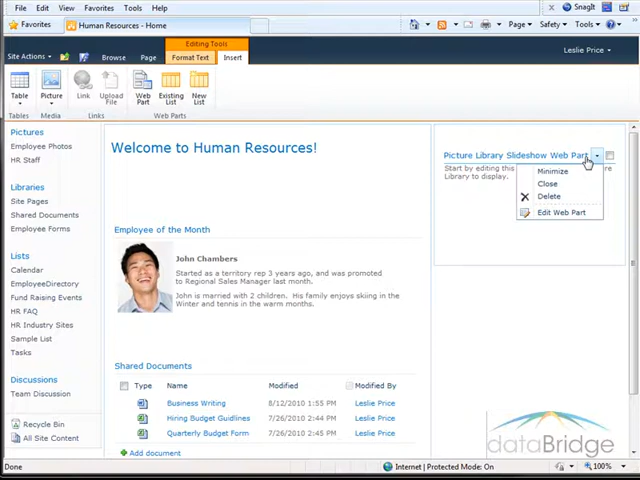 File Edit View Favorites Tools Help SnagIt
Favorites Human Resources - Home Page Safety Tools
Editing Tools Leslie Price
Site Actions Browse Page Format Text Insert
Table Picture Link Upload File Web Part Existing List New List
Tables Media Links Web Parts
Pictures
Employee Photos
HR Staff
Libraries
Site Pages
Shared Documents
Employee Forms
Lists
Calendar
EmployeeDirectory
Fund Raising Events
HR FAQ
HR Industry Sites
Sample List
Tasks
Discussions
Team Discussion
Recycle Bin
All Site Content
Welcome to Human Resources!
Employee of the Month
John Chambers
Started as a territory rep 3 years ago, and was promoted
to Regional Sales Manager last month.
John is married with 2 children. His family enjoys skiing in the
Winter and tennis in the warm months.
Shared Documents
Type Name Modified Modified By
Business Writing 8/12/2010 1:55 PM Leslie Price
Hiring Budget Guidlines 7/26/2010 2:44 PM Leslie Price
Quarterly Budget Form 7/26/2010 2:45 PM Leslie Price
Add document
Picture Library Slideshow Web Part
Start by editing this
Library to display.
Minimize
Close
Delete
Edit Web Part
dataBridge
Done Internet | Protected Mode: On 100%